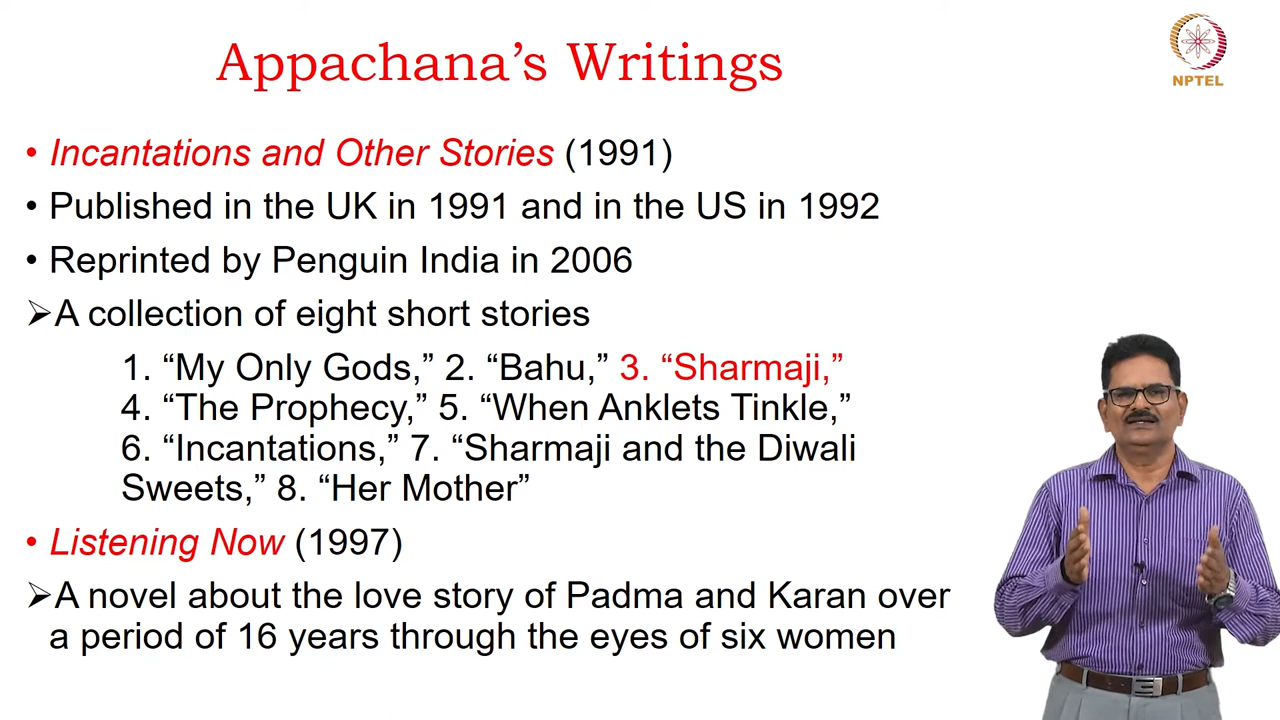 Appachana’s Writings
NPTEL
• Incantations and Other Stories (1991)
• Published in the UK in 1991 and in the US in 1992
• Reprinted by Penguin India in 2006
➢A collection of eight short stories
1. “My Only Gods,” 2. “Bahu,” 3. “Sharmaji,”
4. “The Prophecy,” 5. “When Anklets Tinkle,”
6. “Incantations,” 7. “Sharmaji and the Diwali
Sweets,” 8. “Her Mother”
• Listening Now (1997)
➢A novel about the love story of Padma and Karan over
a period of 16 years through the eyes of six women